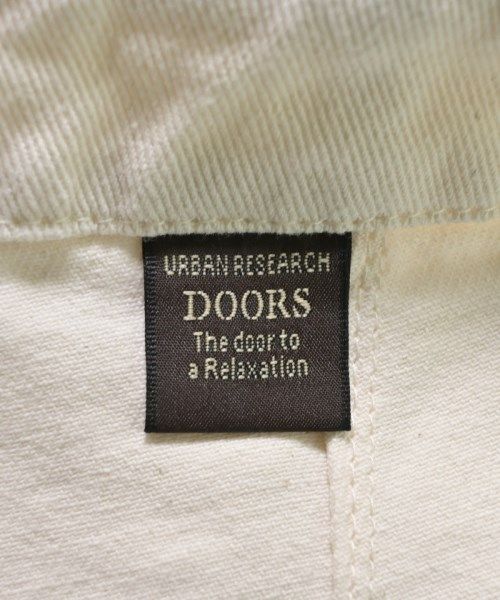 URBAN RESEARCH
DOORS
The door to
a Relaxation